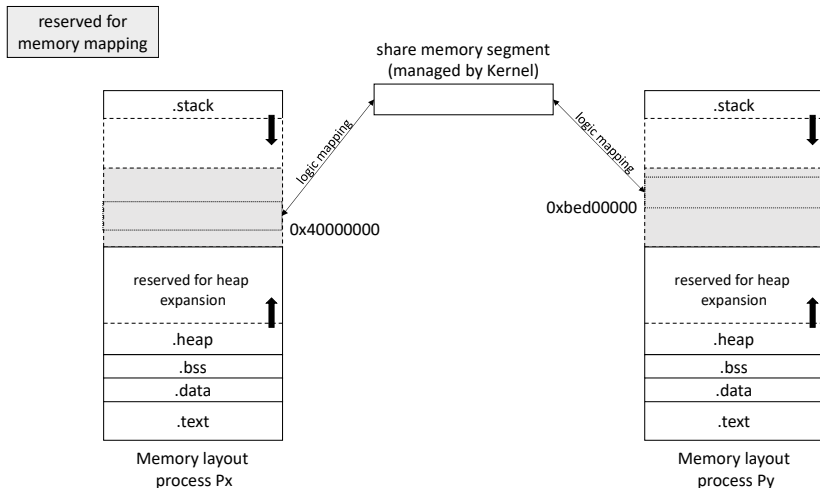 reserved for
memory mapping
share memory segment
(managed by Kernel)
.stack
.stack
logic mapping
logic mapping
0x40000000
0xbed00000
reserved for heap
expansion
reserved for heap
expansion
.heap
.heap
.bss
.bss
.data
.data
.text
.text
Memory layout
process Px
Memory layout
process Py